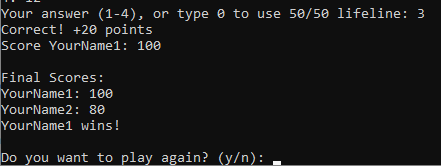 Your answer (1-4), or type 0 to use 50/50 lifeline: 3
Correct! +20 points
Score YourName1: 100
Final Scores:
YourName1: 100
YourName2: 80
YourName1 wins!
Do you want to play again? (y/n):